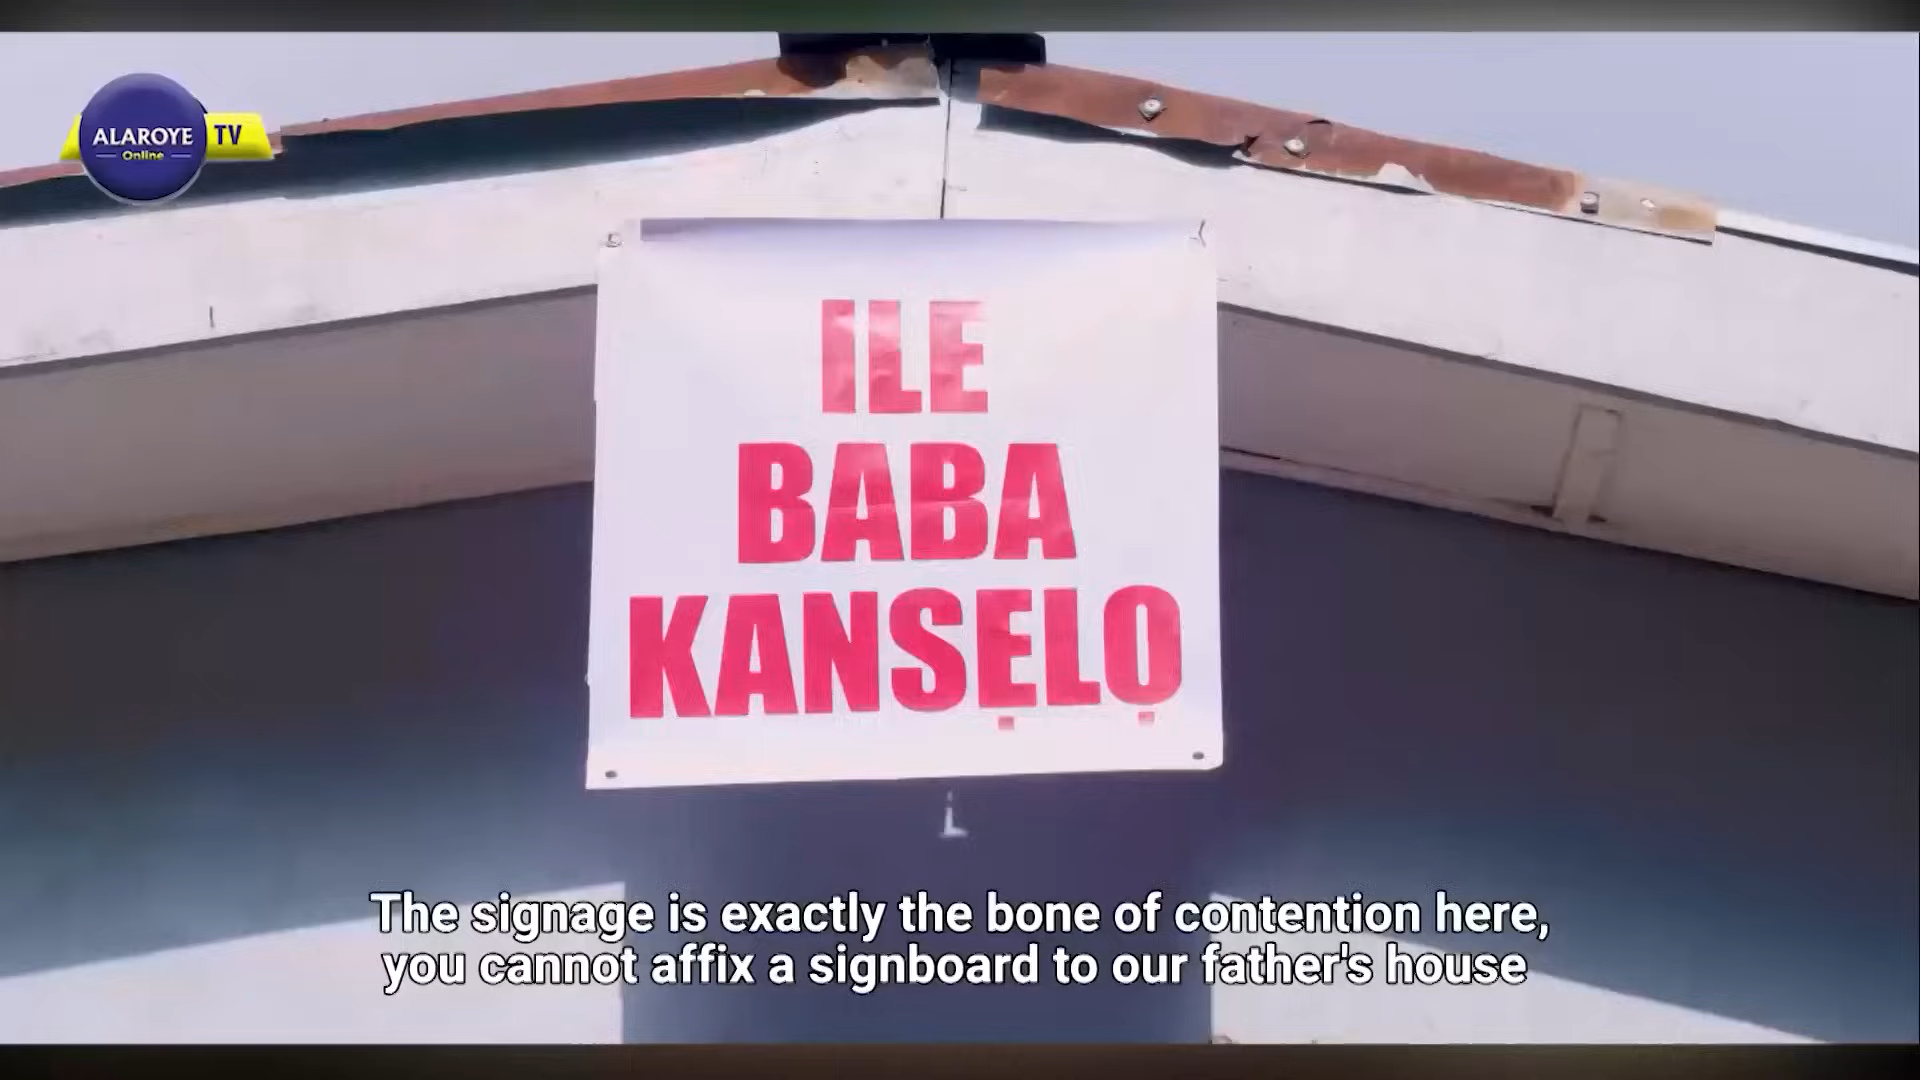 ALAROYE TV
Online
ILE
BABA
KANSẸLỌ
The signage is exactly the bone of contention here,
you cannot affix a signboard to our father's house